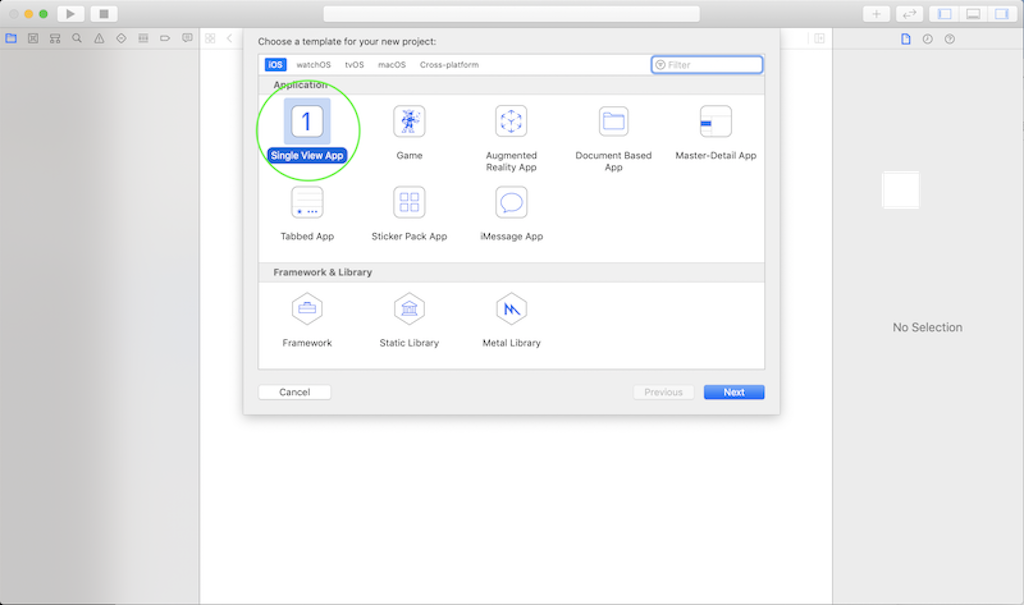 Choose a template for your new project:
iOS watchOS tvOS macOS Cross-platform Filter
Application
1
Single View App Game Augmented Reality App Document Based App Master-Detail App
Tabbed App Sticker Pack App iMessage App
Framework & Library
Framework Static Library Metal Library
No Selection
Cancel Previous Next